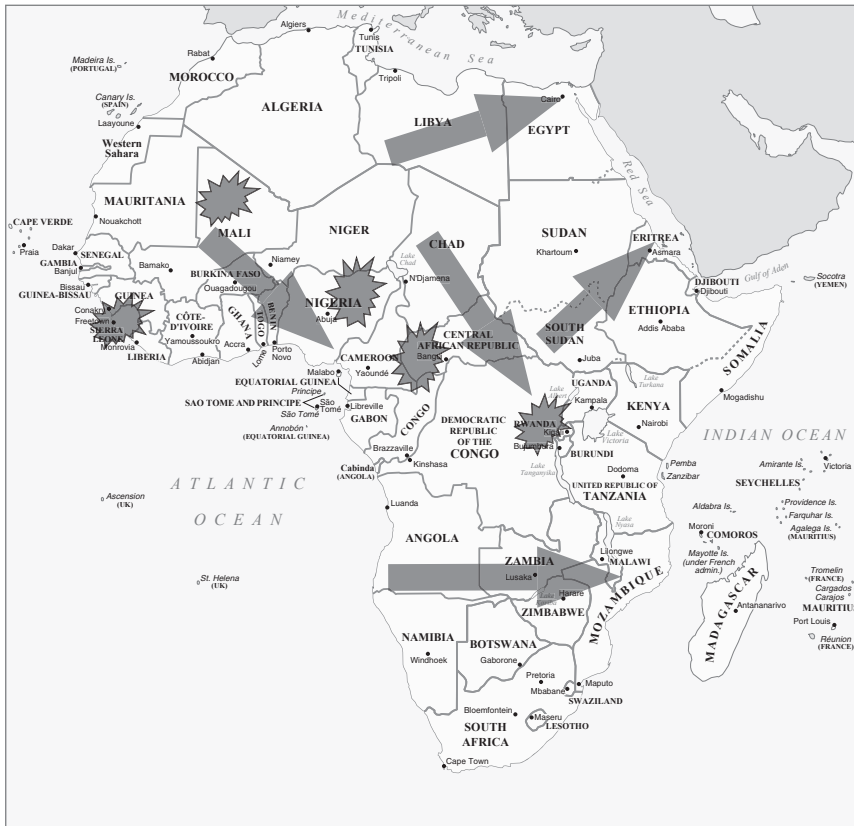 Mediterranean Sea
Algiers
Tunis
TUNISIA
Rabat
Madeira Is.
(PORTUGAL)
MOROCCO
Tripoli
Canary Is.
(SPAIN)
ALGERIA
Cairo
Laayoune
LIBYA
EGYPT
Western
Sahara
Red Sea
MAURITANIA
CAPE VERDE
Nouakchott
MALI
NIGER
CHAD
SUDAN
ERITREA
Praia
Dakar
SENEGAL
Khartoum
Asmara
GAMBIA
Banjul
Bamako
Niamey
Lake
Chad
Gulf of Aden
BURKINA FASO
Ouagadougou
N'Djamena
DJIBOUTI
Djibouti
Socotra
(YEMEN)
Bissau
GUINEA-BISSAU
GUINEA
NIGERIA
Abuja
BENIN
TOGO
GHANA
Conakry
Freetown
SIERRA
LEONE
CÔTE-
D'IVOIRE
Yamoussoukro
ETHIOPIA
Addis Ababa
SOUTH
SUDAN
CENTRAL
AFRICAN REPUBLIC
Monrovia
LIBERIA
Abidjan
Accra
Lome
Porto
Novo
CAMEROON
Bangui
Yaoundé
Juba
SOMALIA
Malabo
EQUATORIAL GUINEA
Príncipe
SAO TOME AND PRINCIPE
São
Tomé
São Tomé
Libreville
GABON
CONGO
Lake
Albert
UGANDA
Kampala
Lake
Turkana
KENYA
Nairobi
Mogadishu
Annobón
(EQUATORIAL GUINEA)
DEMOCRATIC
REPUBLIC
OF THE
CONGO
RWANDA
Kigali
Bujumbura
BURUNDI
Lake
Victoria
INDIAN OCEAN
Brazzaville
Kinshasa
Cabinda
(ANGOLA)
Lake
Tanganyika
Dodoma
UNITED REPUBLIC OF
TANZANIA
Pemba
Zanzibar
Amirante Is.
Victoria
SEYCHELLES
ATLANTIC
OCEAN
Ascension
(UK)
Luanda
Providence Is.
Aldabra Is.
Farquhar Is.
Agalega Is.
(MAURITIUS)
ANGOLA
Lake
Nyasa
Moroni
COMOROS
Mayotte Is.
(under French
admin.)
ZAMBIA
Lusaka
Lilongwe
MALAWI
St. Helena
(UK)
Tromelin
(FRANCE)
Cargados
Carajos
MAURITIU
Port Louis
Réunion
(FRANCE)
Lake
Harare
ZIMBABWE
MOZAMBIQUE
MADAGASCAR
Antananarivo
NAMIBIA
Windhoek
BOTSWANA
Gaborone
Pretoria
Mbabane
Maputo
SWAZILAND
Bloemfontein
Maseru
LESOTHO
SOUTH
AFRICA
Cape Town